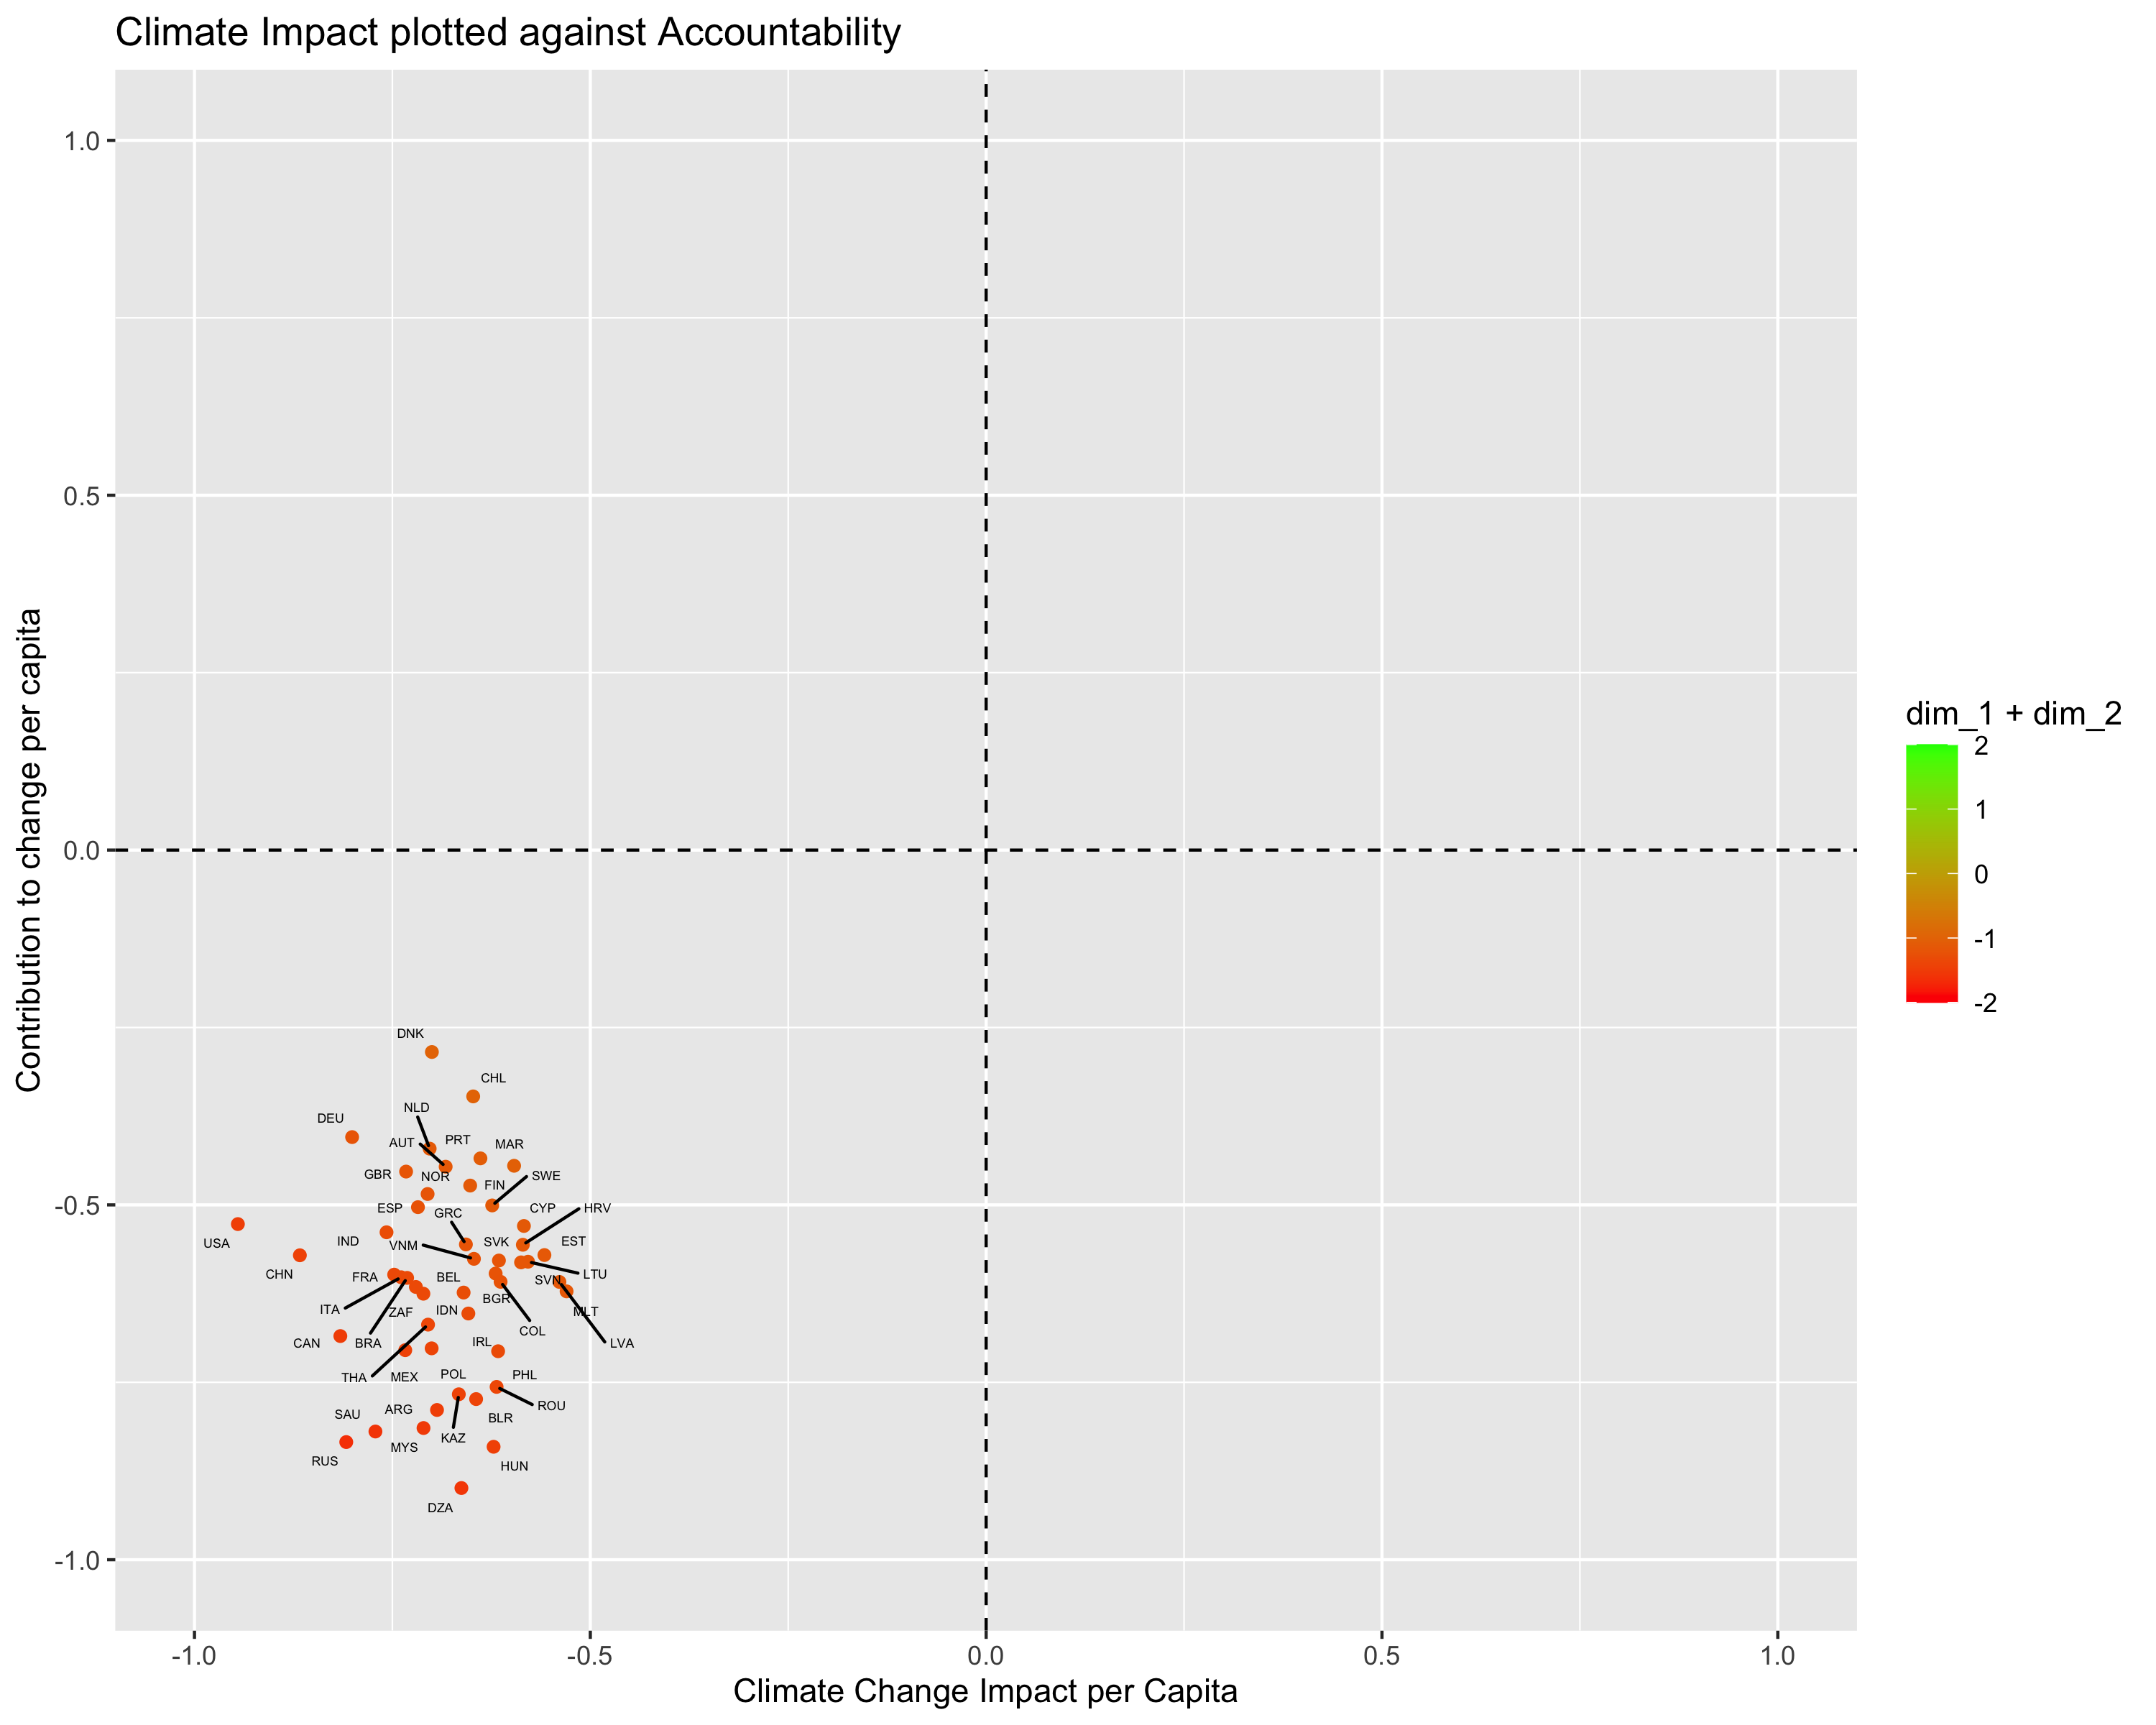 Climate Impact plotted against Accountability
Contribution to change per capita
1.0
0.5
0.0
-0.5
-1.0
DNK
CHL
NLD
DEU
AUT
PRT
MAR
GBR
NOR
FIN
SWE
ESP
GRC
CYP
HRV
USA
IND
VNM
SVK
EST
CHN
FRA
BEL
SVN
LTU
ITA
ZAF
IDN
BGR
MLT
CAN
BRA
IRL
COL
LVA
THA
MEX
POL
PHL
SAU
ARG
BLR
ROU
RUS
MYS
KAZ
HUN
DZA
-1.0
-0.5
0.0
0.5
1.0
Climate Change Impact per Capita
dim_1 + dim_2
2
1
0
-1
-2